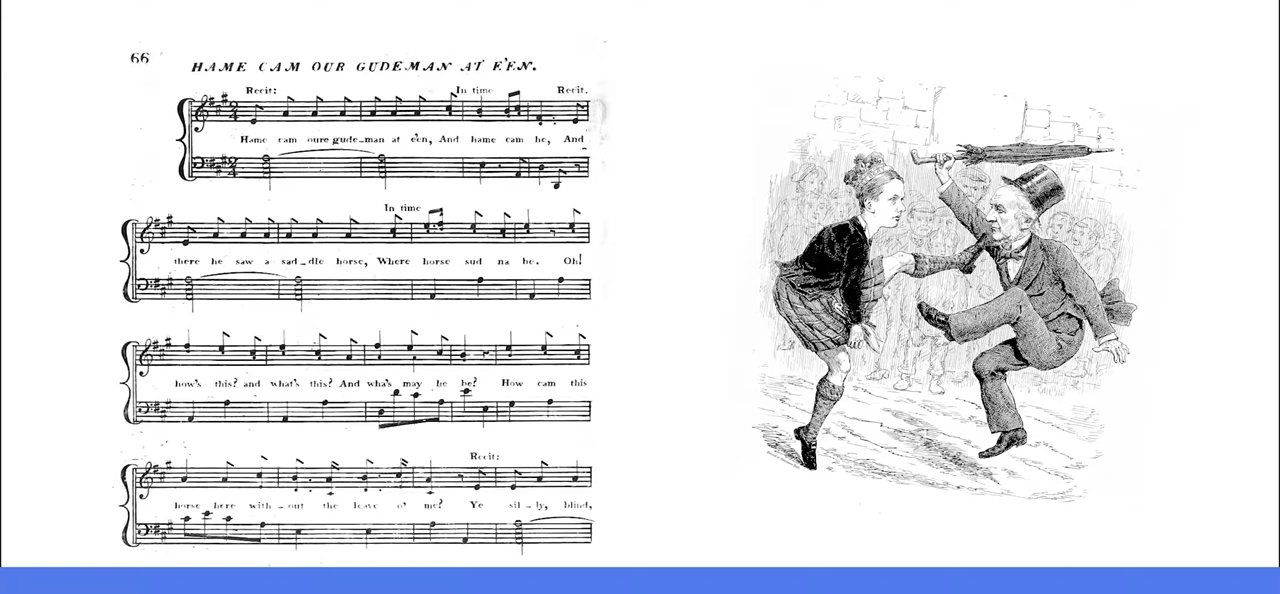 66
HAME CAM OUR GUDEMAN AT E'EN.
Recit: In time Recit.
Hame cam oure gude_man at e'en, And hame cam he, And
In time
there he saw a sad_dle horse, Where horse sud na be. Oh!
how's this? and what's this? And wha's may he be? How cam this
Recit:
horse here with_out the leave o' me? Ye sil_ly, blind,